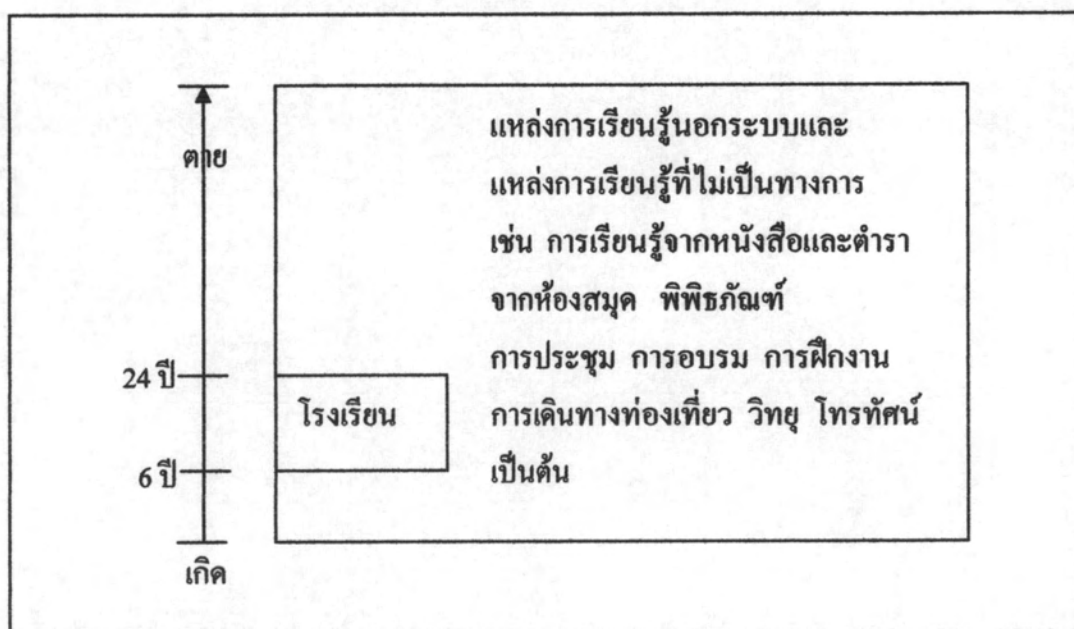 ตาย
แหล่งการเรียนรู้นอกระบบและ
แหล่งการเรียนรู้ที่ไม่เป็นทางการ
เช่น การเรียนรู้จากหนังสือและตำรา
จากห้องสมุด พิพิธภัณฑ์
การประชุม การอบรม การฝึกงาน
การเดินทางท่องเที่ยว วิทยุ โทรทัศน์
เป็นต้น
24 ปี
โรงเรียน
6 ปี
เกิด